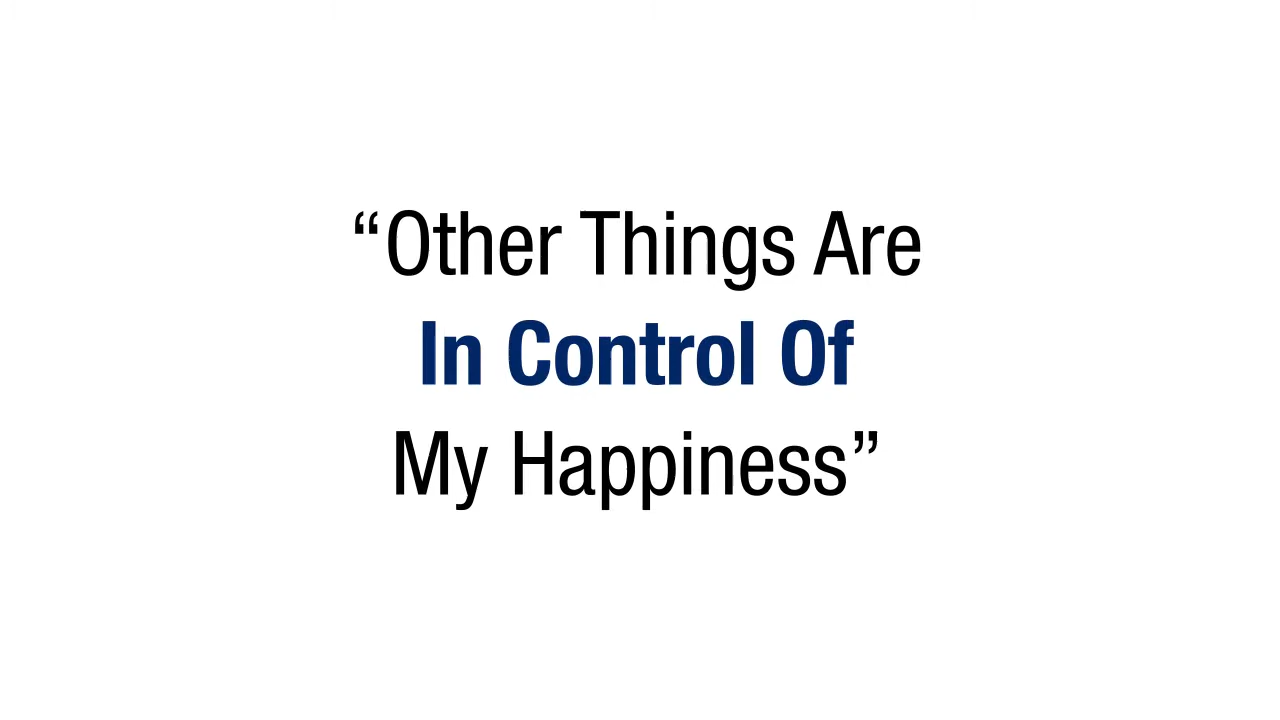 “Other Things Are
In Control Of
My Happiness”